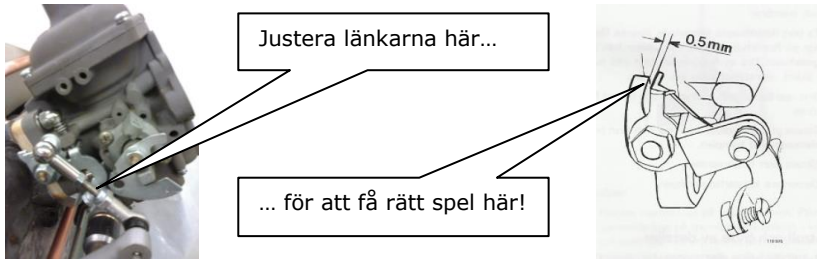 Justera länkarna här…
0,5mm
… för att få rätt spel här!